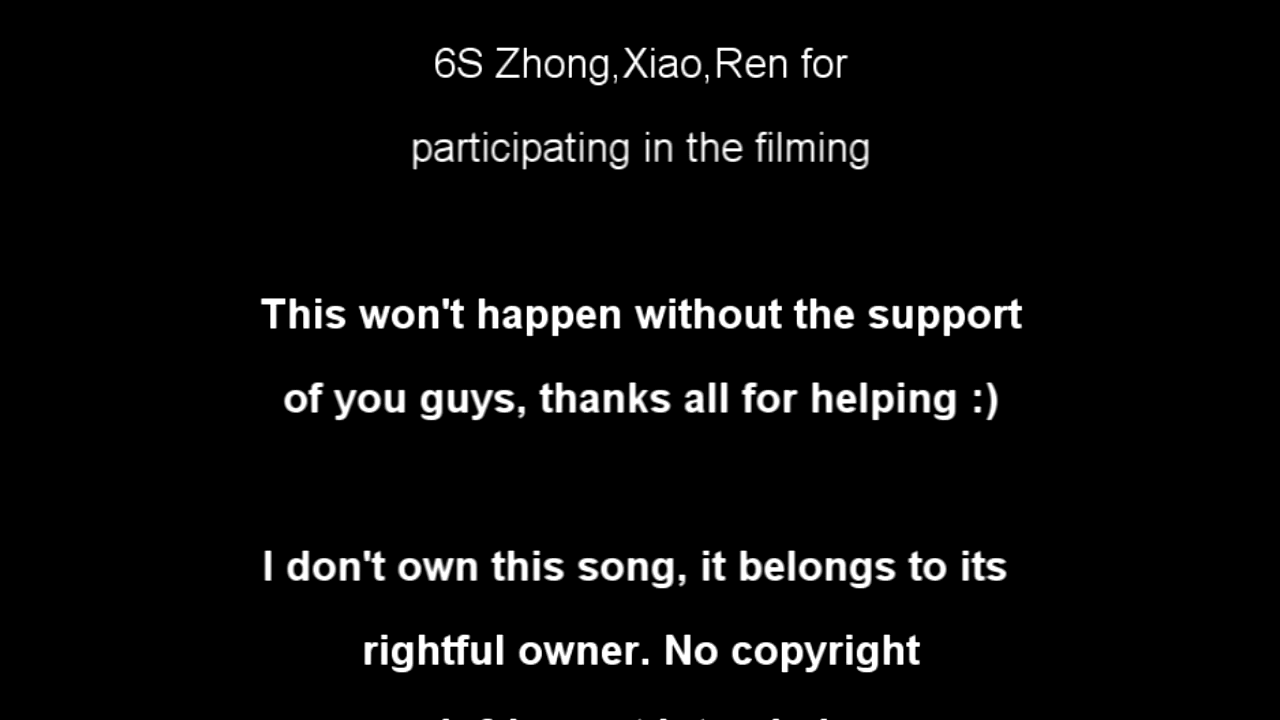 6S Zhong,Xiao,Ren for
participating in the filming
This won't happen without the support
of you guys, thanks all for helping :)
I don't own this song, it belongs to its
rightful owner. No copyright